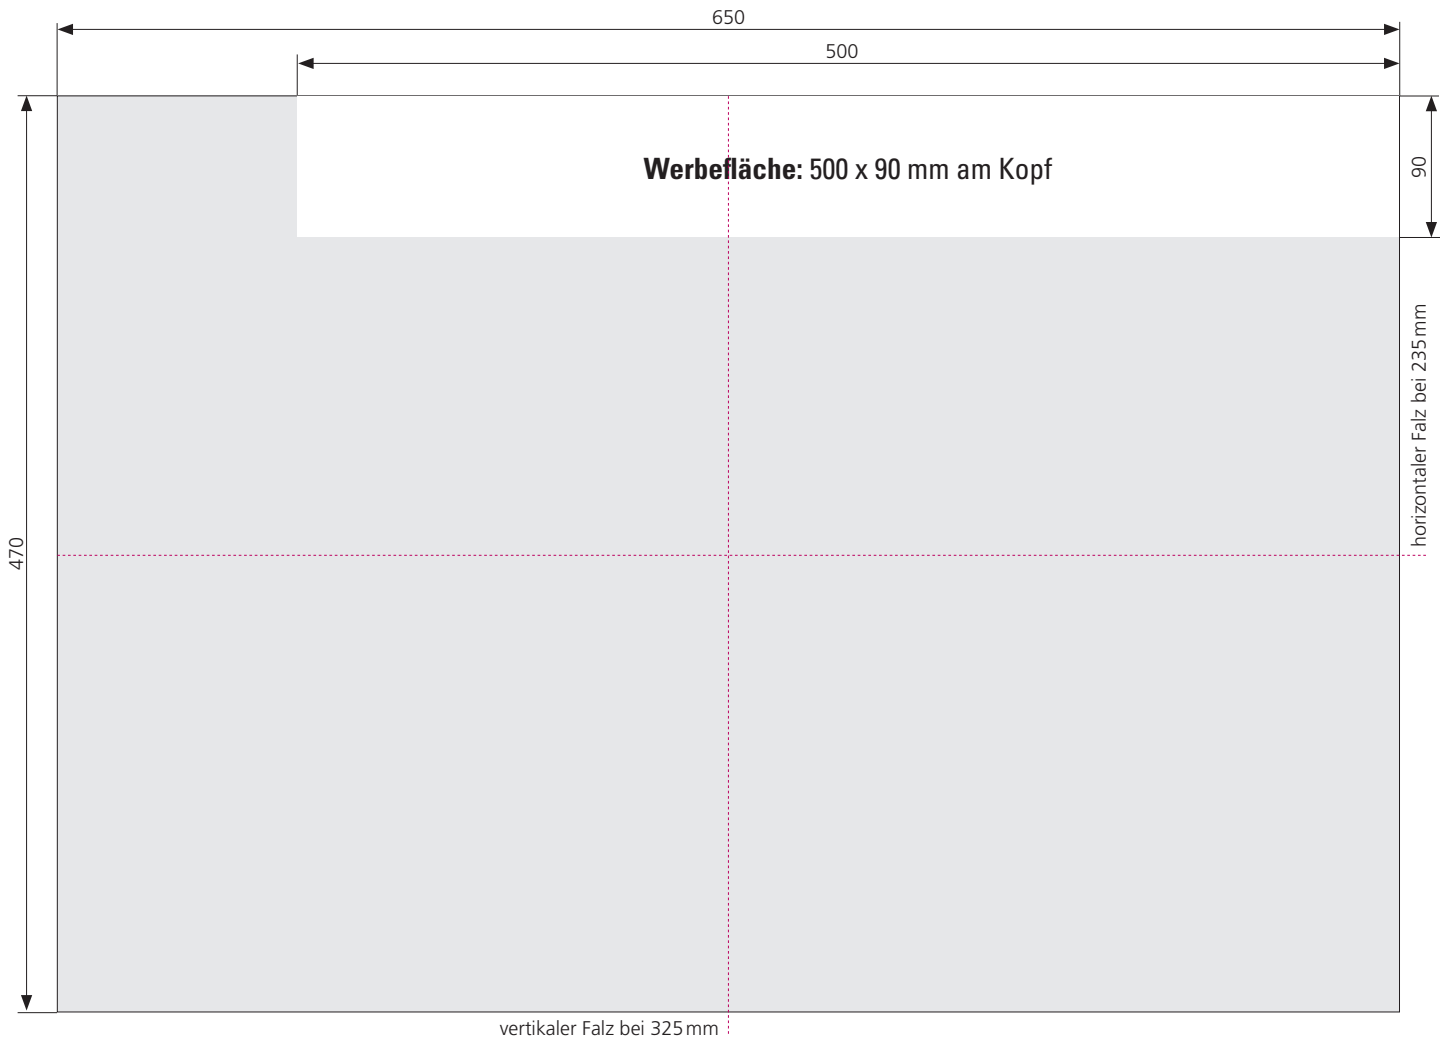 650
500
Werbefläche: 500 x 90 mm am Kopf
90
horizontaler Falz bei 235 mm
470
vertikaler Falz bei 325 mm